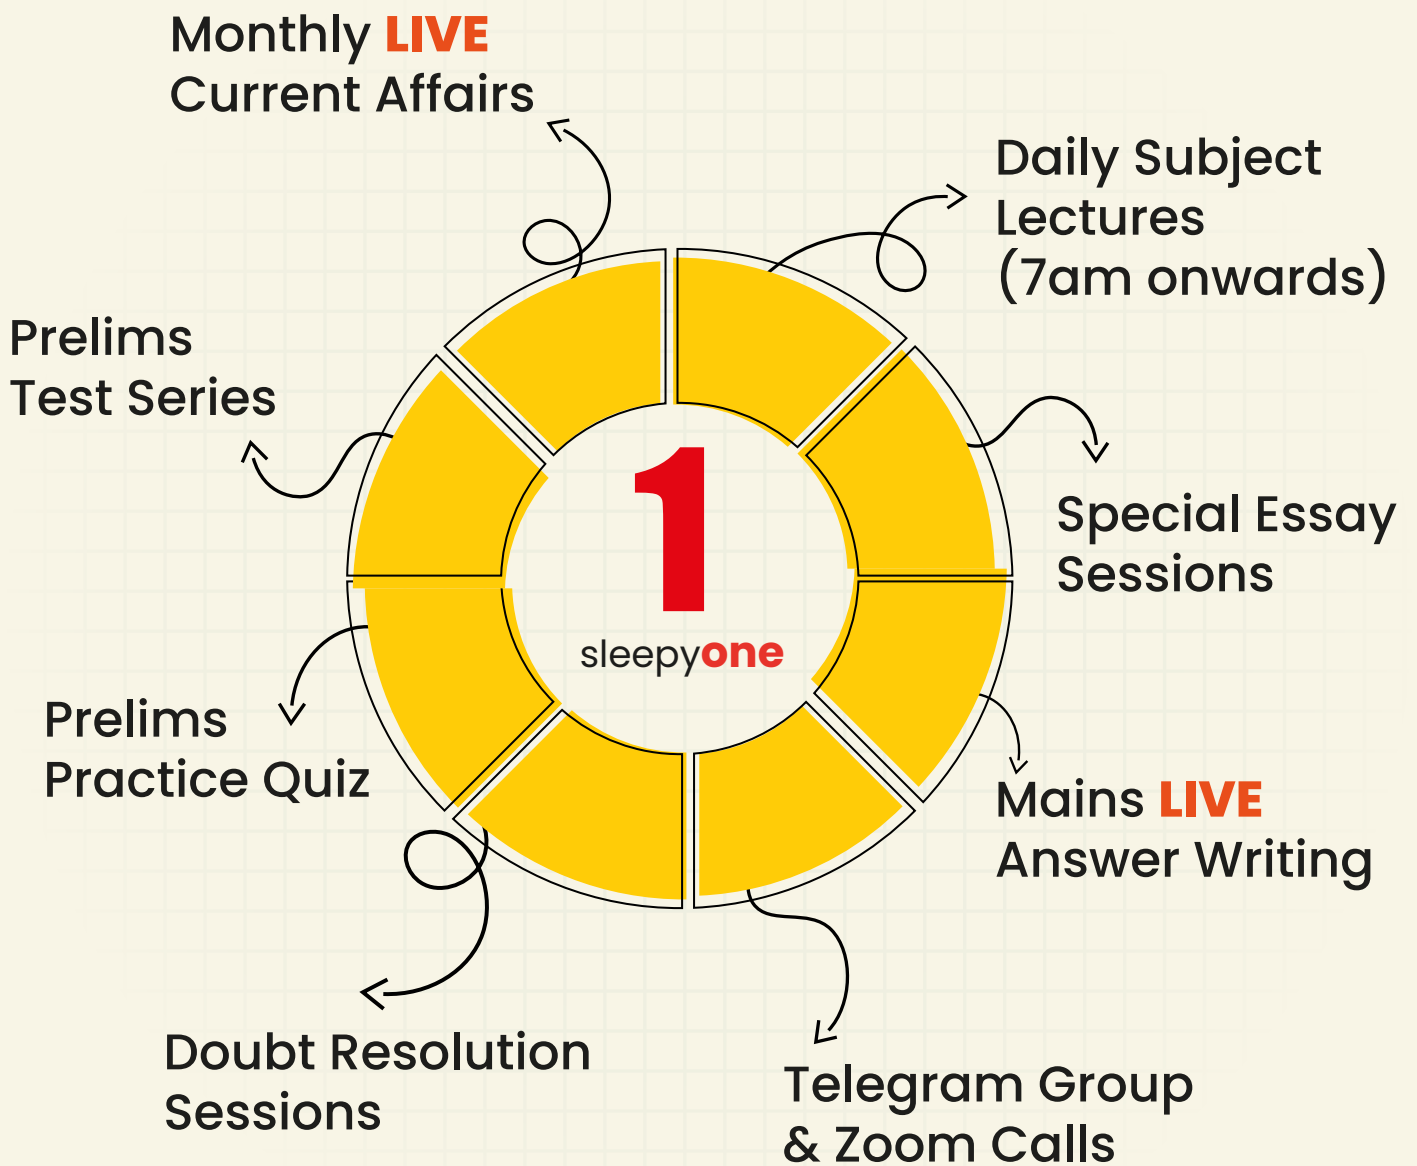 Monthly LIVE
Current Affairs
Daily Subject
Lectures
(7am onwards)
Prelims
Test Series
Special Essay
Sessions
1
sleepyone
Prelims
Practice Quiz
Mains LIVE
Answer Writing
Doubt Resolution
Sessions
Telegram Group
& Zoom Calls